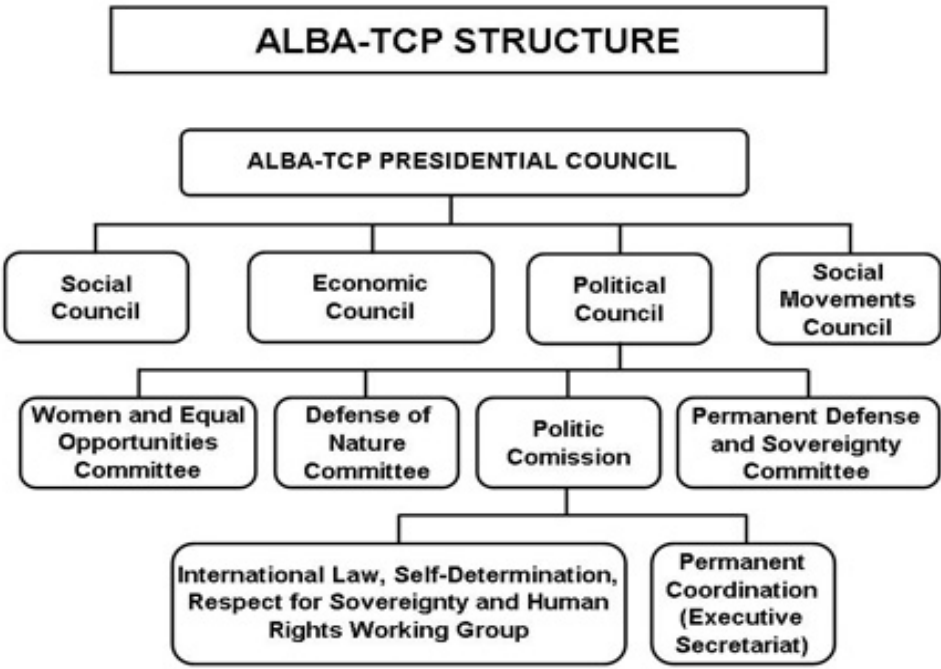 ALBA-TCP STRUCTURE
ALBA-TCP PRESIDENTIAL COUNCIL
Social
Council
Economic
Council
Political
Council
Social
Movements
Council
Women and Equal
Opportunities
Committee
Defense of
Nature
Committee
Politic
Comission
Permanent Defense
and Sovereignty
Committee
International Law, Self-Determination,
Respect for Sovereignty and Human
Rights Working Group
Permanent
Coordination
(Executive
Secretariat)